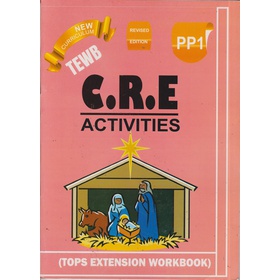 NEW
CURRICULUM
TEWB
REVISED
EDITION
PP1
C.R.E
ACTIVITIES
(TOPS EXTENSION WORKBOOK)